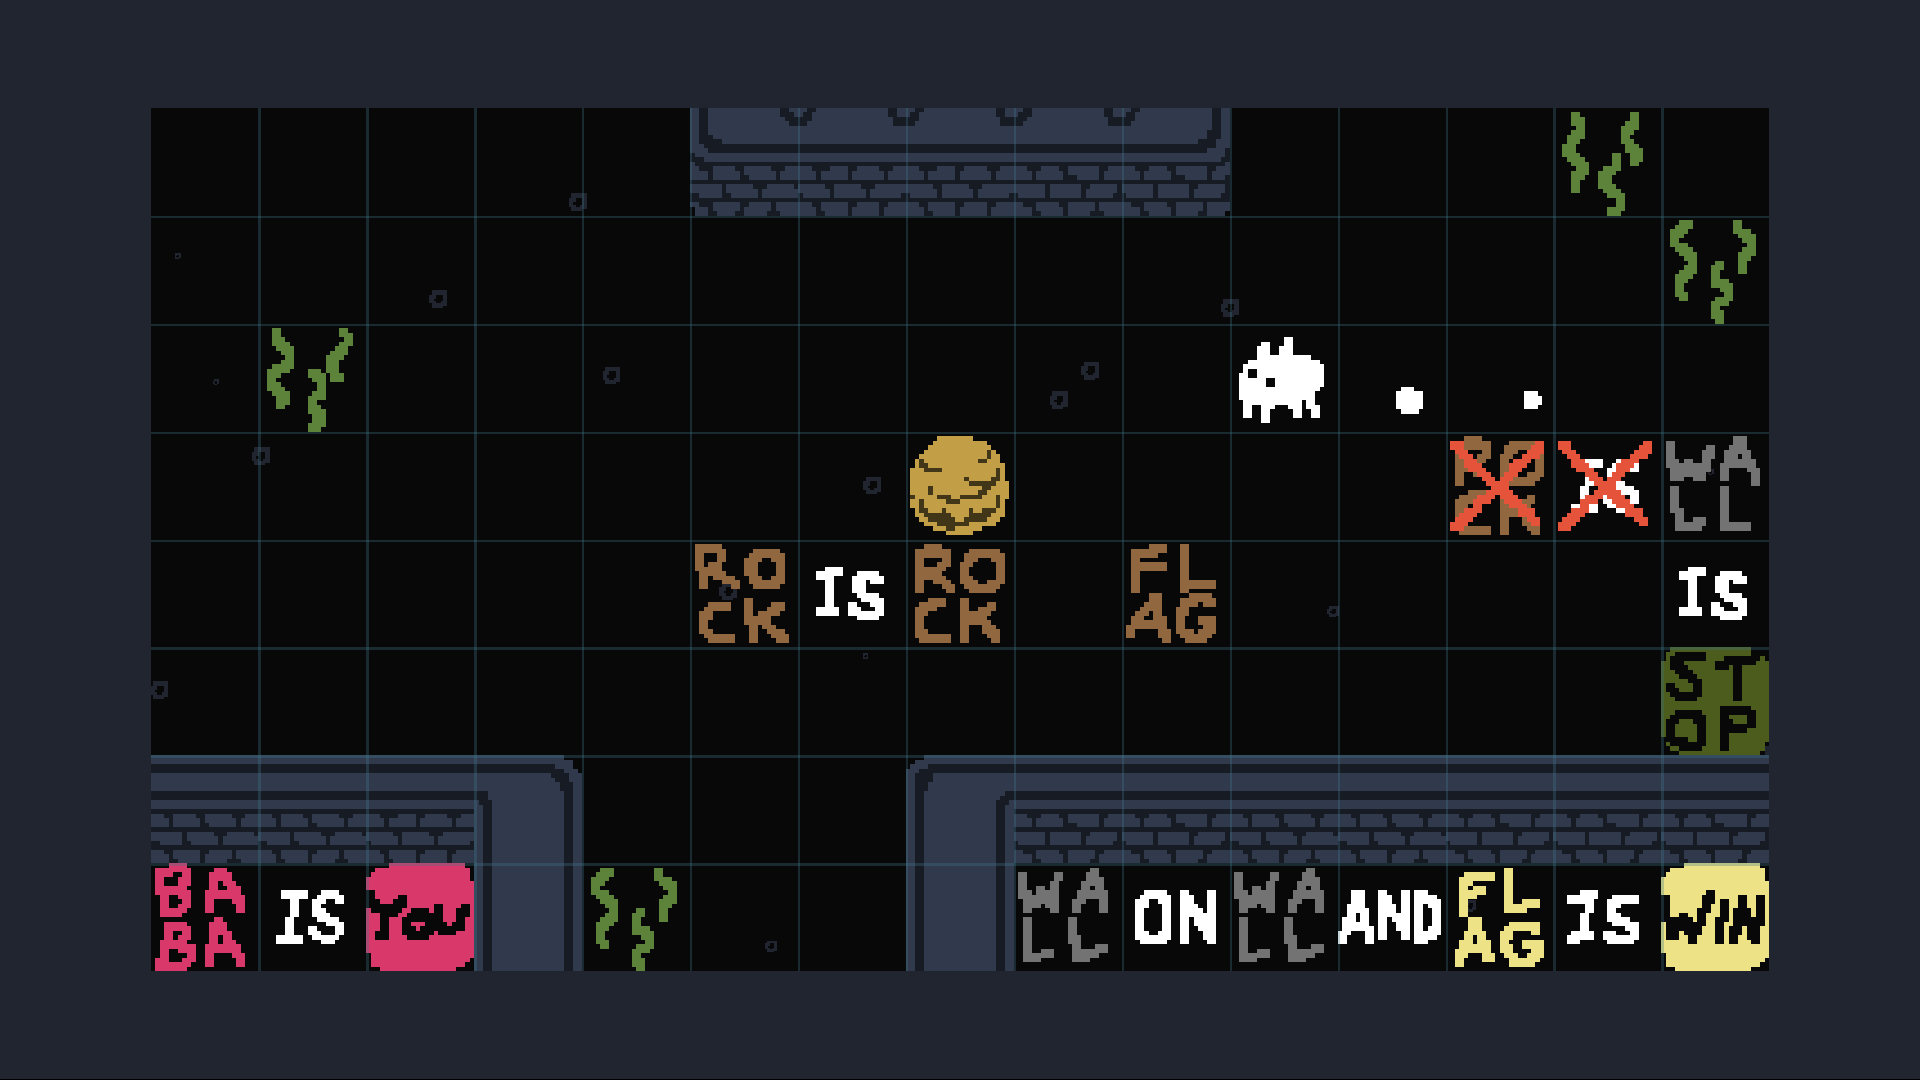 ROCK IS WALL
ROCK IS ROCK FLAG IS
STOP
BABA IS YOU WALL ON WALL AND FLAG IS WIN